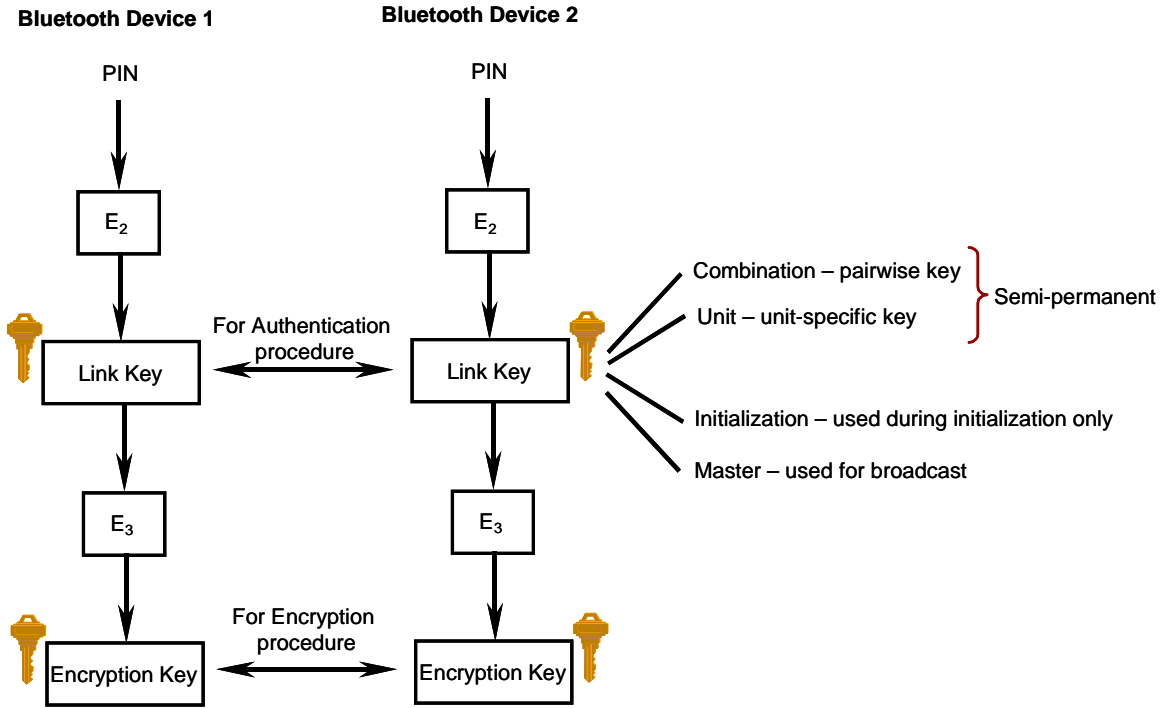 Bluetooth Device 1
Bluetooth Device 2
PIN
PIN
E₂
E₂
Combination – pairwise key
Semi-permanent
Unit – unit-specific key
For Authentication
procedure
Link Key
Link Key
Initialization – used during initialization only
Master – used for broadcast
E₃
E₃
For Encryption
procedure
Encryption Key
Encryption Key